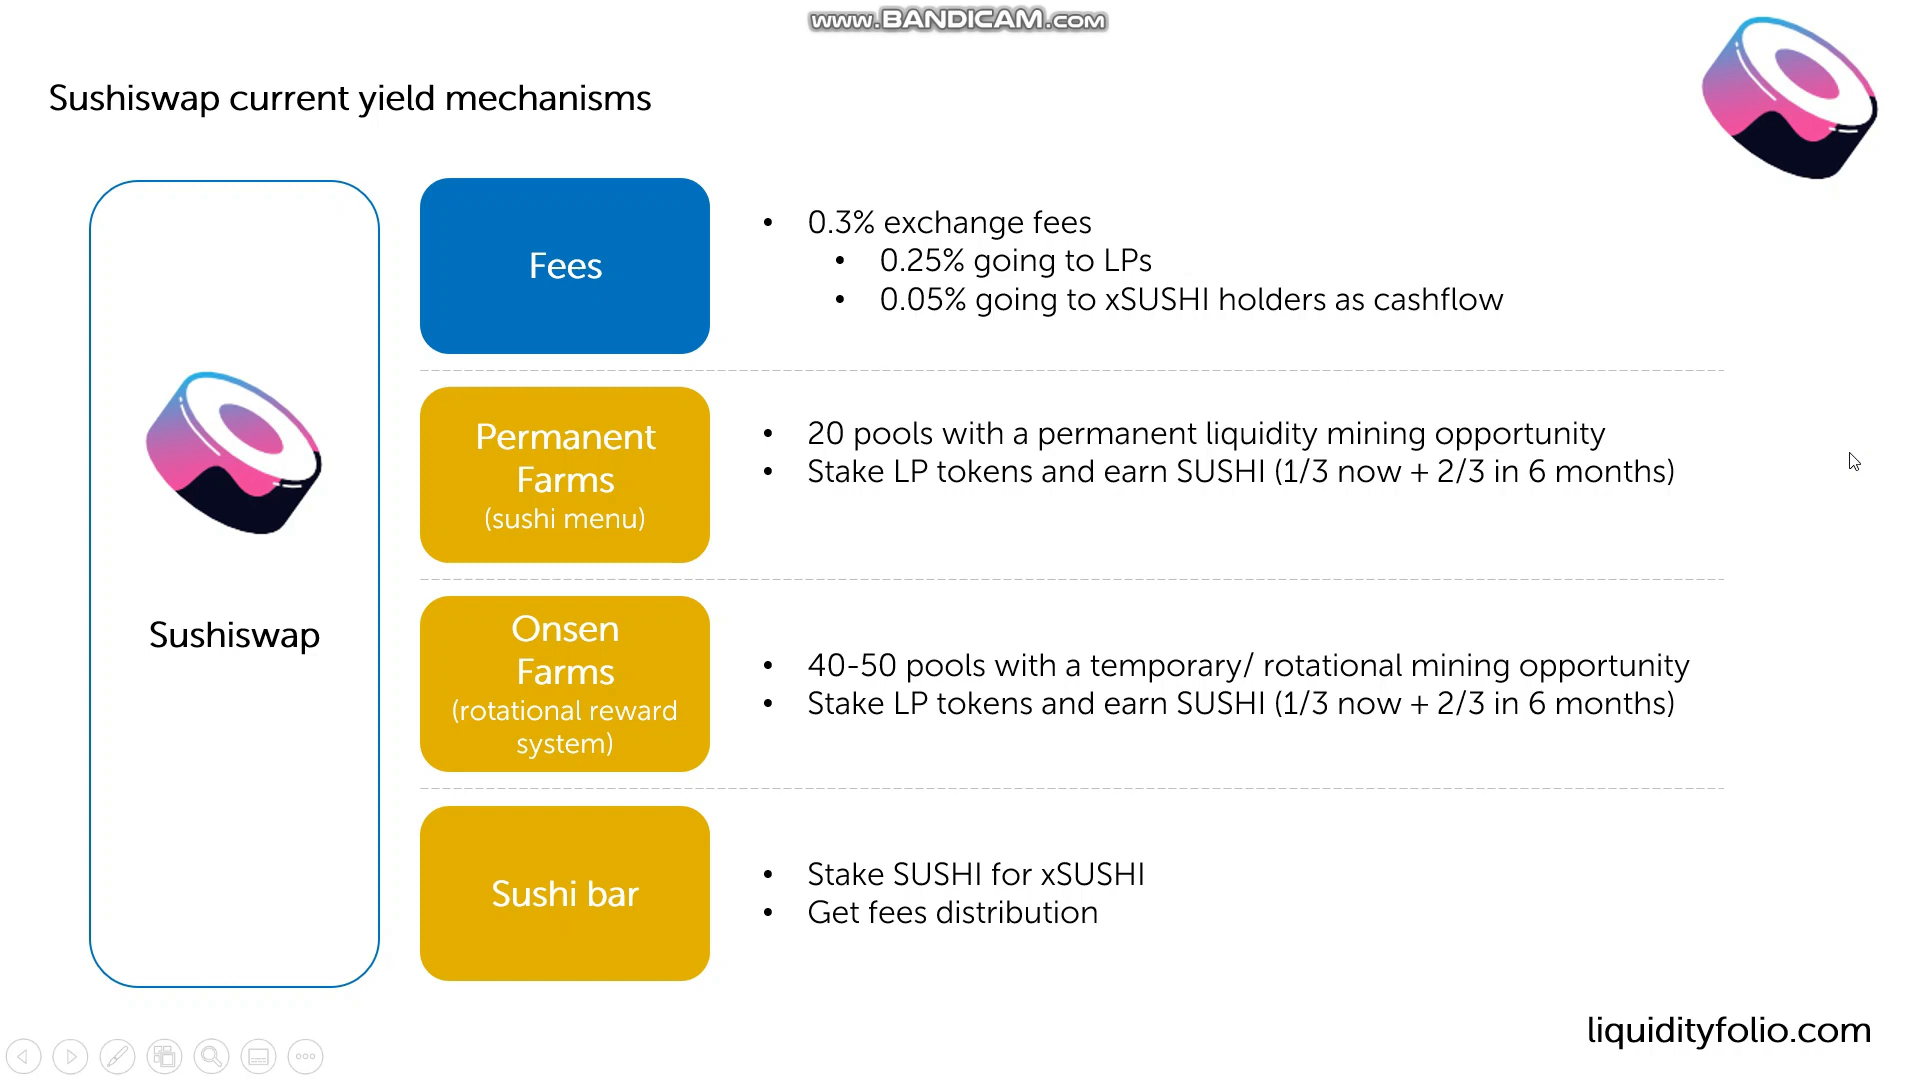 www.BANDICAM.com
Sushiswap current yield mechanisms
Sushiswap
Fees
• 0.3% exchange fees
• 0.25% going to LPs
• 0.05% going to xSUSHI holders as cashflow
Permanent
Farms
(sushi menu)
• 20 pools with a permanent liquidity mining opportunity
• Stake LP tokens and earn SUSHI (1/3 now + 2/3 in 6 months)
Onsen
Farms
(rotational reward
system)
• 40-50 pools with a temporary/ rotational mining opportunity
• Stake LP tokens and earn SUSHI (1/3 now + 2/3 in 6 months)
Sushi bar
• Stake SUSHI for xSUSHI
• Get fees distribution
liquidityfolio.com